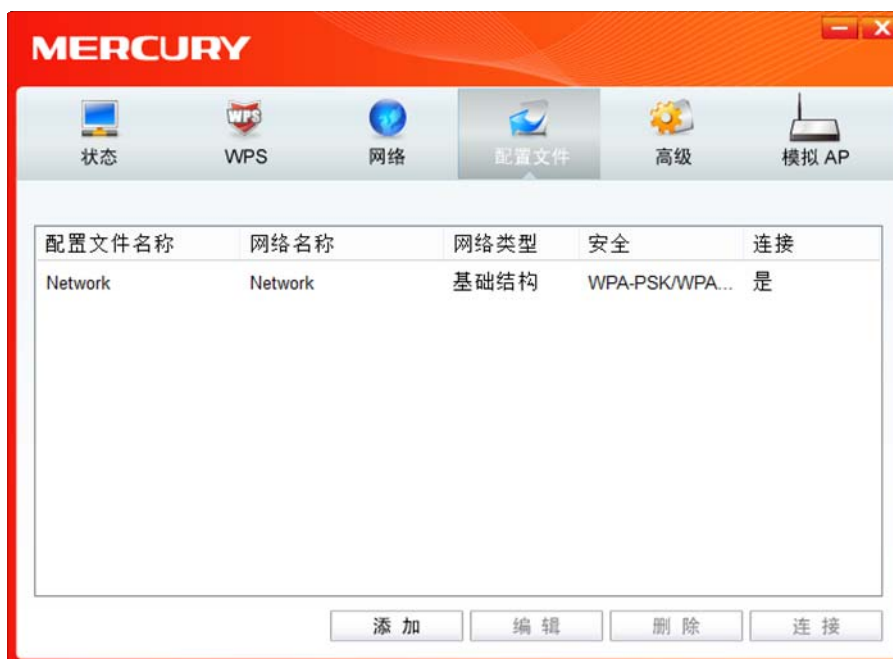 MERCURY
状态 WPS 网络 配置文件 高级 模拟 AP
配置文件名称 网络名称 网络类型 安全 连接
Network Network 基础结构 WPA-PSK/WPA... 是
添 加 编 辑 删 除 连 接